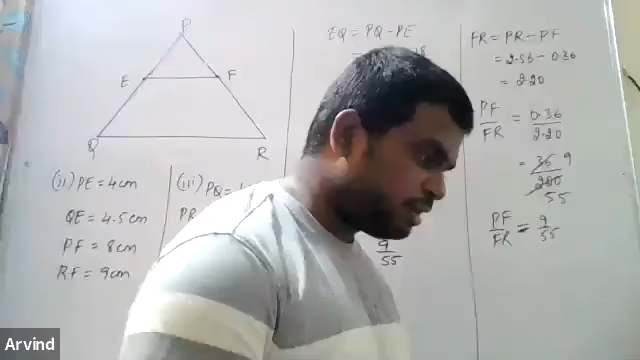 P
E F
Q R
(ii) PE = 4cm
QE = 4.5cm
PF = 8cm
RF = 9cm
(iii) PQ =
PR
EQ = PQ - PE
18
9
55
FR = PR - PF
= 2.56 - 0.36
= 2.20
PF/FR = 0.36/2.20
= 36/220 9
55
PF/FR = 9/55
Arvind